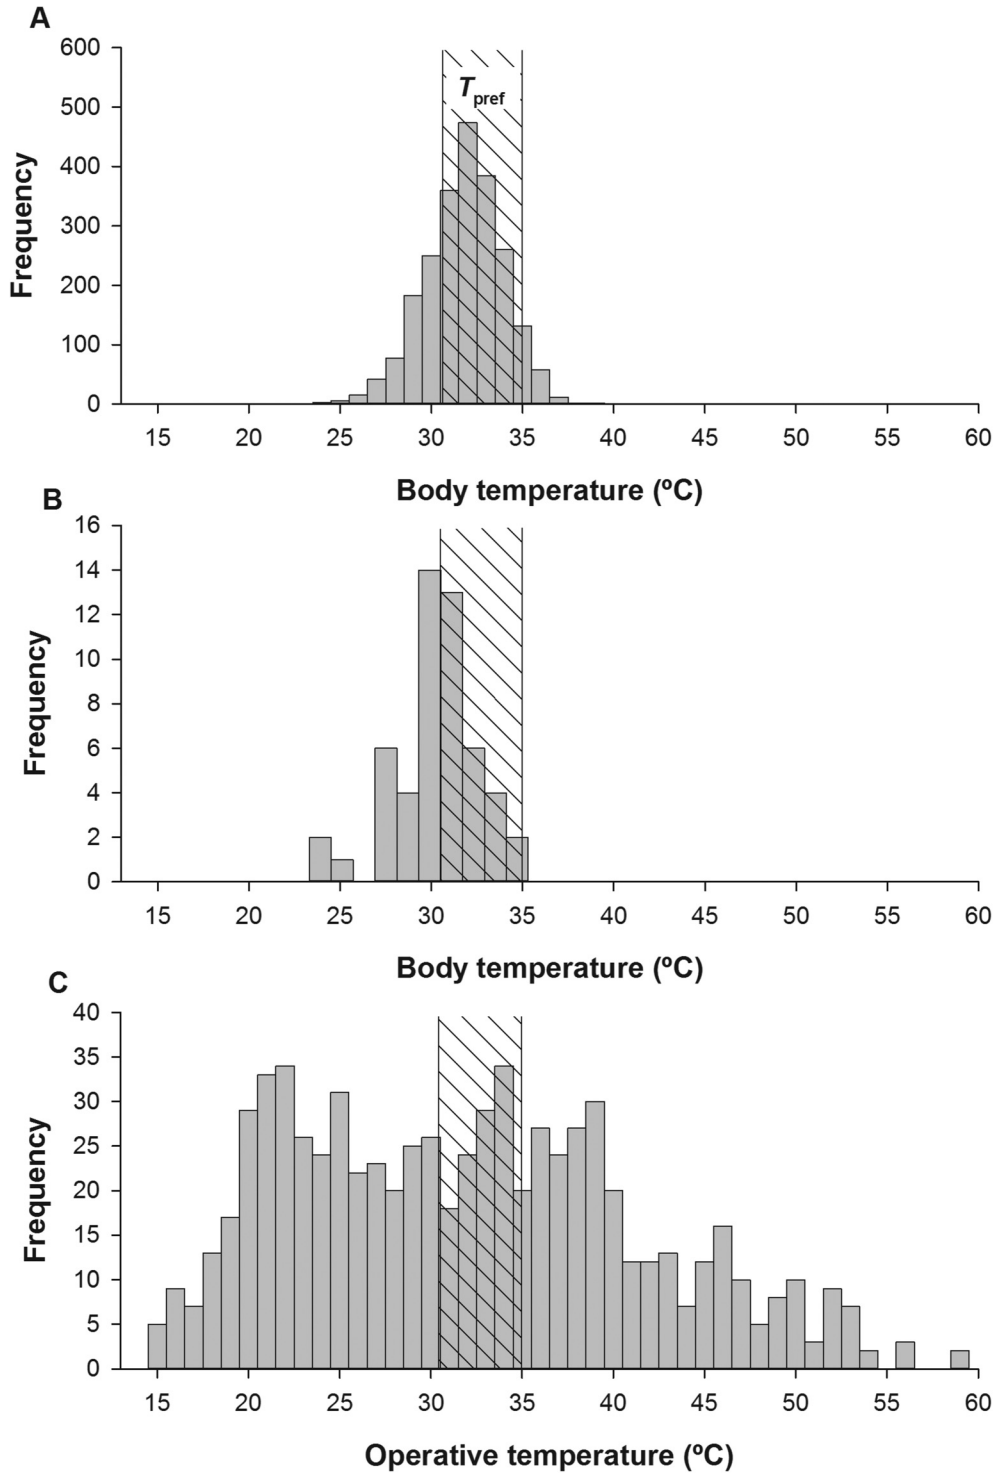 A
600
500
400
300
200
100
0
Frequency
Tpref
15 20 25 30 35 40 45 50 55 60
Body temperature (ºC)
B
16
14
12
10
8
6
4
2
0
Frequency
15 20 25 30 35 40 45 50 55 60
Body temperature (ºC)
C
40
35
30
25
20
15
10
5
0
Frequency
15 20 25 30 35 40 45 50 55 60
Operative temperature (ºC)